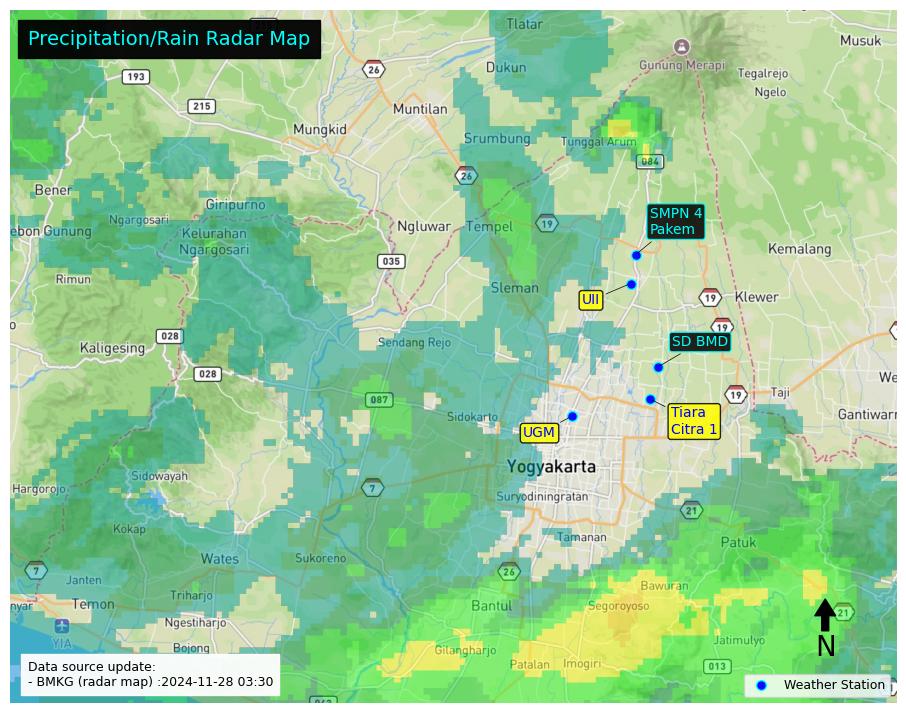 Precipitation/Rain Radar Map
Tlatar
Musuk
Gunung Merapi
Dukun
26
193
Tegalrejo
Ngelo
215
Muntilan
Mungkid
Srumbung
Tunggal Arum
084
26
Bener
Giripurno
SMPN 4
Pakem
Ngargosari
ebon Gunung
Kelurahan
Ngargosari
Ngluwar
Tempel
19
Kemalang
035
Rimun
Sleman
UII
19
Klewer
19
028
Kaligesing
Sendang Rejo
SD BMD
028
We
087
19
Taji
Tiara
Citra 1
Sidokarto
Gantiwarn
UGM
Yogyakarta
Sidowayah
Hargorojo
7
Suryodiningratan
21
Kokap
Tamanan
Patuk
Wates
Sukoreno
7
26
Janten
Bawuran
Triharjo
nyar
Temon
Bantul
Segoroyoso
21
Ngestiharjo
YIA
N
Jatimulyo
Bojong
Gilangharjo
Patalan
Imogiri
013
Data source update:
- BMKG (radar map) :2024-11-28 03:30
Weather Station